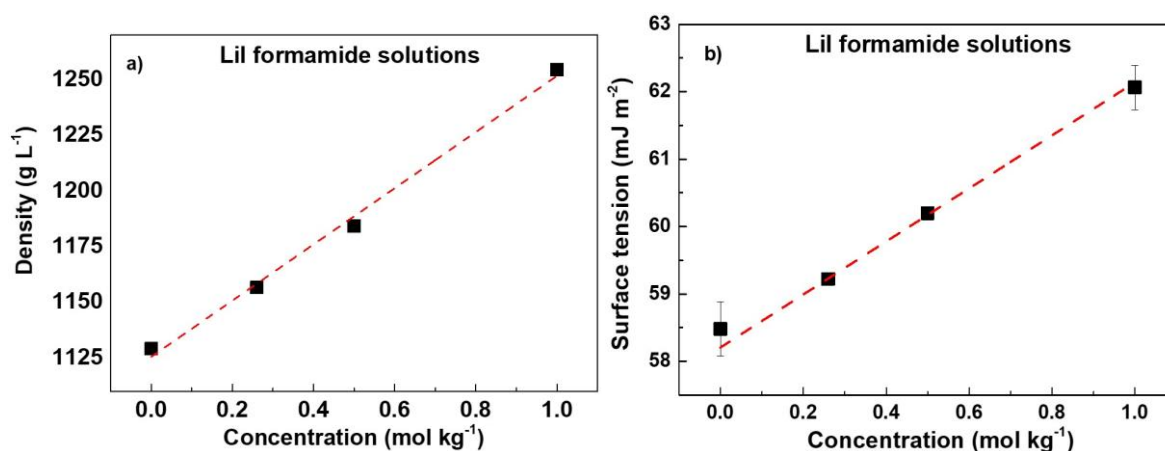 a)
LiI formamide solutions
Density (g L-1)
1250
1225
1200
1175
1150
1125
0.0 0.2 0.4 0.6 0.8 1.0
Concentration (mol kg-1)
b)
LiI formamide solutions
Surface tension (mJ m-2)
63
62
61
60
59
58
0.0 0.2 0.4 0.6 0.8 1.0
Concentration (mol kg-1)